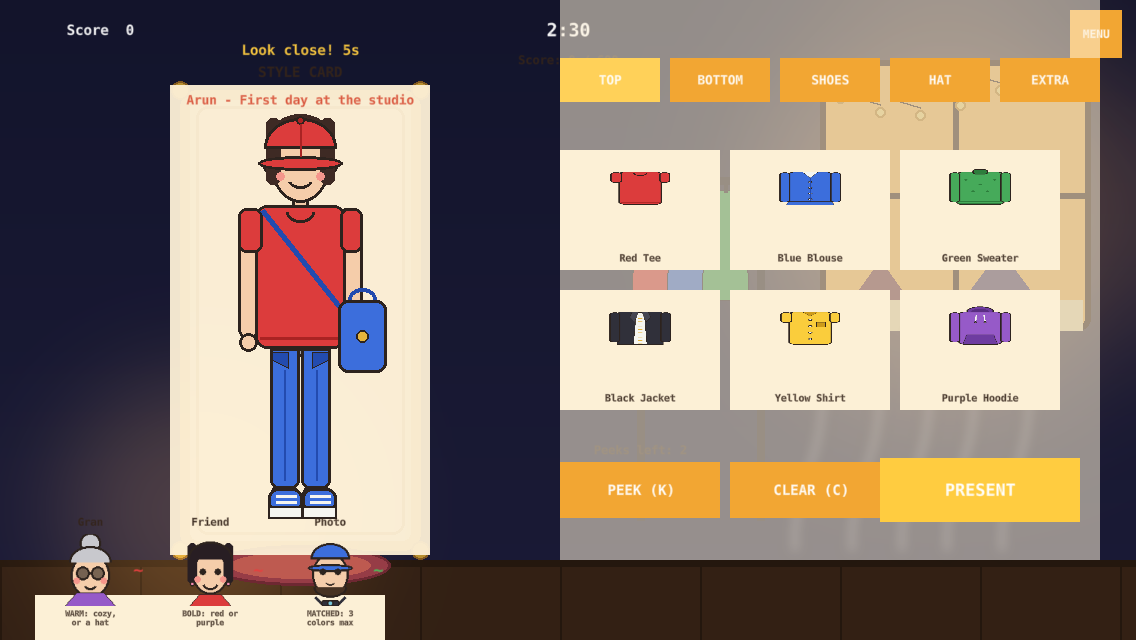 Score 0
2:30
MENU
Look close! 5s
Score:
STYLE CARD
TOP
BOTTOM
SHOES
HAT
EXTRA
Arun - First day at the studio
Red Tee
Blue Blouse
Green Sweater
Black Jacket
Yellow Shirt
Purple Hoodie
PEEK (K)
CLEAR (C)
PRESENT
Gran
Friend
Photo
WARM: cozy,
or a hat
BOLD: red or
purple
MATCHED: 3
colors max